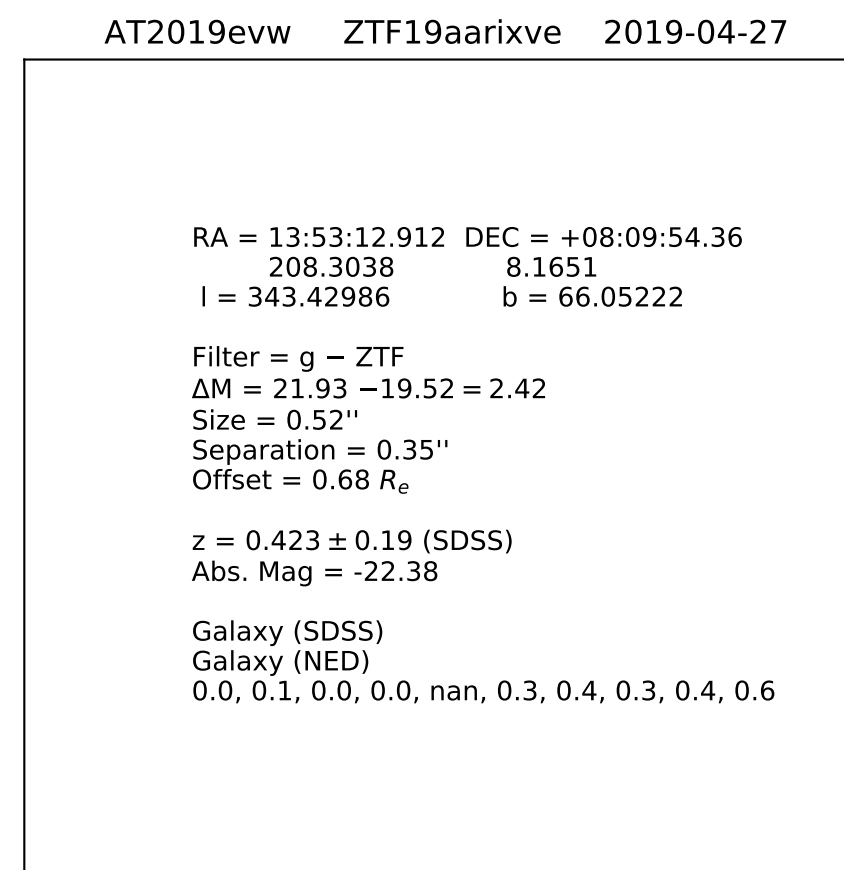 AT2019evw ZTF19aarixve 2019-04-27
RA = 13:53:12.912 DEC = +08:09:54.36
208.3038 8.1651
l = 343.42986 b = 66.05222
Filter = g − ZTF
ΔM = 21.93 −19.52 = 2.42
Size = 0.52''
Separation = 0.35''
Offset = 0.68 Rₑ
z = 0.423 ± 0.19 (SDSS)
Abs. Mag = -22.38
Galaxy (SDSS)
Galaxy (NED)
0.0, 0.1, 0.0, 0.0, nan, 0.3, 0.4, 0.3, 0.4, 0.6